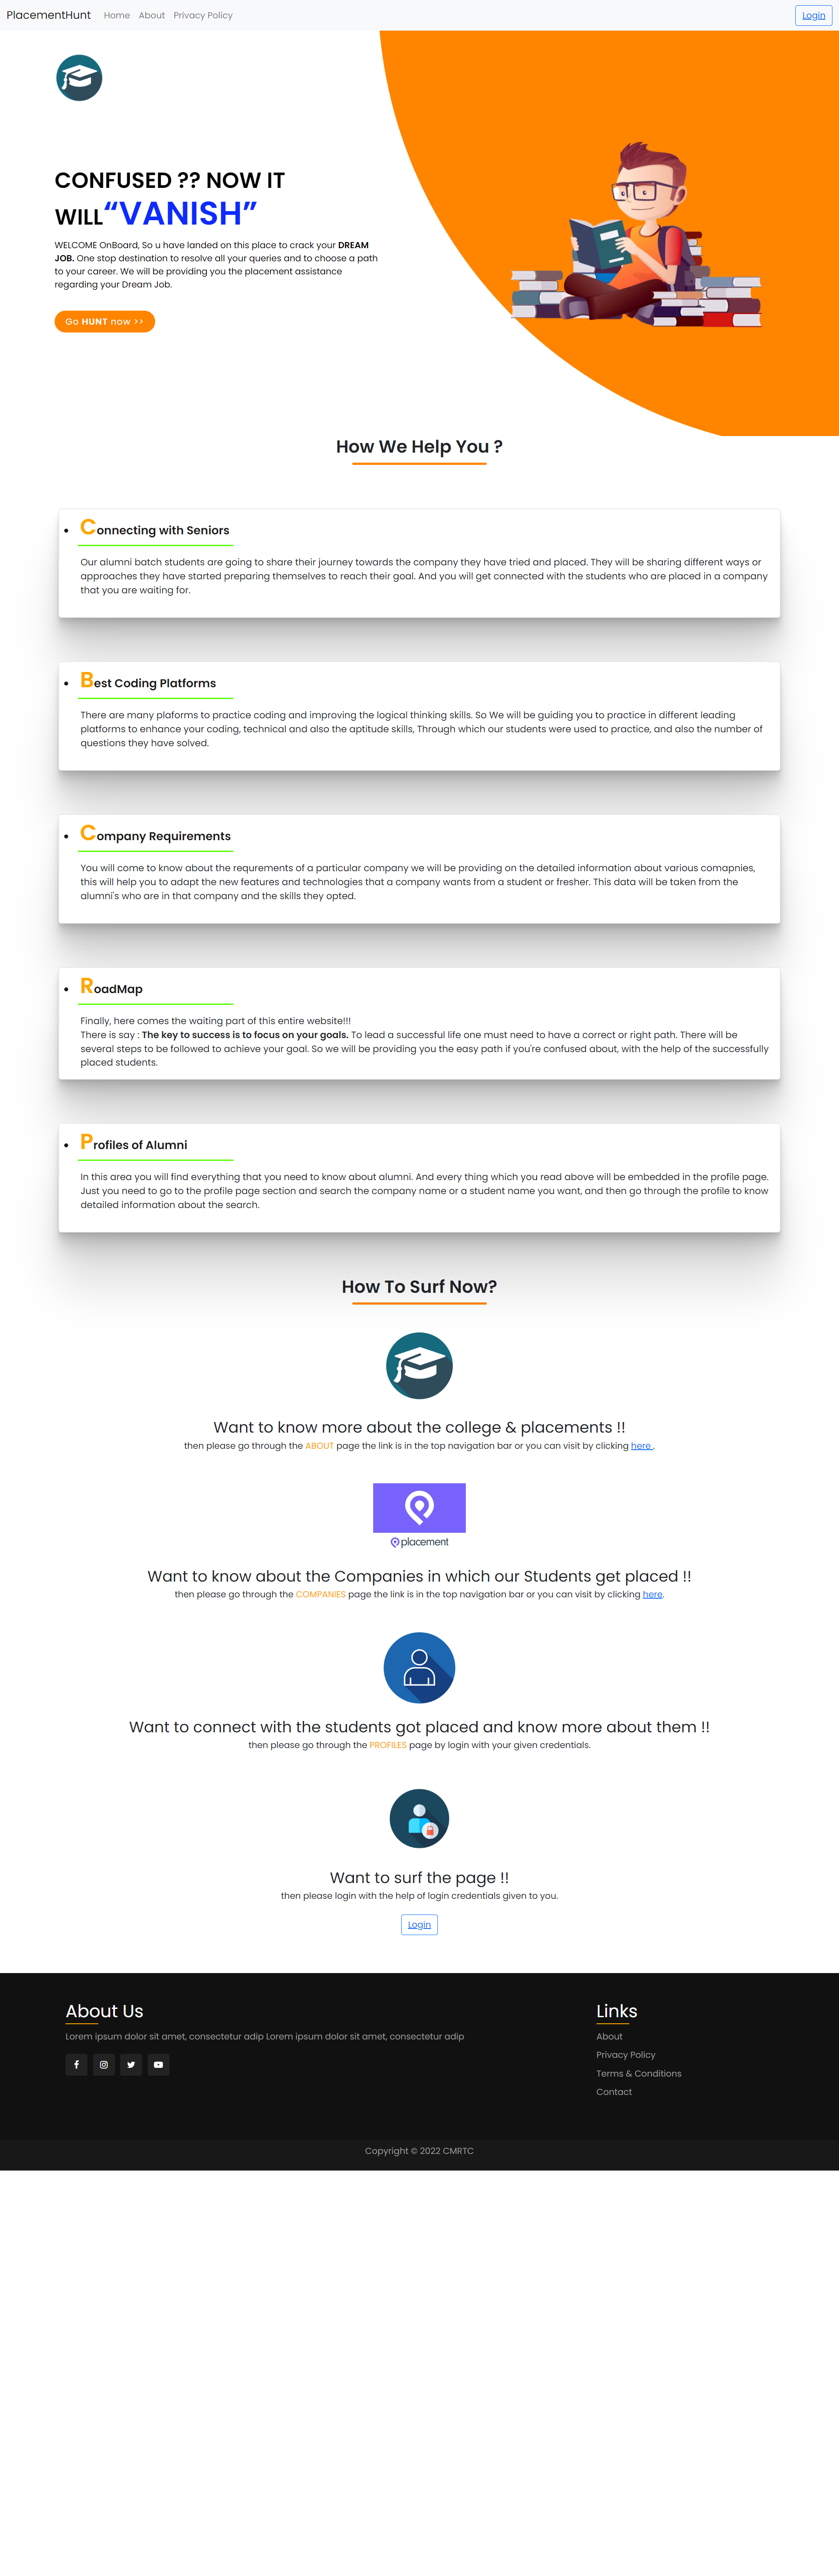 PlacementHunt Home About Privacy Policy Login
CONFUSED ?? NOW IT
WILL“VANISH”
WELCOME OnBoard, So u have landed on this place to crack your DREAM
JOB. One stop destination to resolve all your queries and to choose a path
to your career. We will be providing you the placement assistance
regarding your Dream Job.
Go HUNT now >>
How We Help You ?
Connecting with Seniors
Our alumni batch students are going to share their journey towards the company they have tried and placed. They will be sharing different ways or
approaches they have started preparing themselves to reach their goal. And you will get connected with the students who are placed in a company
that you are waiting for.
Best Coding Platforms
There are many plaforms to practice coding and improving the logical thinking skills. So We will be guiding you to practice in different leading
platforms to enhance your coding, technical and also the aptitude skills, Through which our students were used to practice, and also the number of
questions they have solved.
Company Requirements
You will come to know about the requrements of a particular company we will be providing on the detailed information about various comapnies,
this will help you to adapt the new features and technologies that a company wants from a student or fresher. This data will be taken from the
alumni's who are in that company and the skills they opted.
RoadMap
Finally, here comes the waiting part of this entire website!!!
There is say : The key to success is to focus on your goals. To lead a successful life one must need to have a correct or right path. There will be
several steps to be followed to achieve your goal. So we will be providing you the easy path if you're confused about, with the help of the successfully
placed students.
Profiles of Alumni
In this area you will find everything that you need to know about alumni. And every thing which you read above will be embedded in the profile page.
Just you need to go to the profile page section and search the company name or a student name you want, and then go through the profile to know
detailed information about the search.
How To Surf Now?
Want to know more about the college & placements !!
then please go through the ABOUT page the link is in the top navigation bar or you can visit by clicking here .
placement
Want to know about the Companies in which our Students get placed !!
then please go through the COMPANIES page the link is in the top navigation bar or you can visit by clicking here.
Want to connect with the students got placed and know more about them !!
then please go through the PROFILES page by login with your given credentials.
Want to surf the page !!
then please login with the help of login credentials given to you.
Login
About Us
Lorem ipsum dolor sit amet, consectetur adip Lorem ipsum dolor sit amet, consectetur adip
Links
About
Privacy Policy
Terms & Conditions
Contact
Copyright © 2022 CMRTC